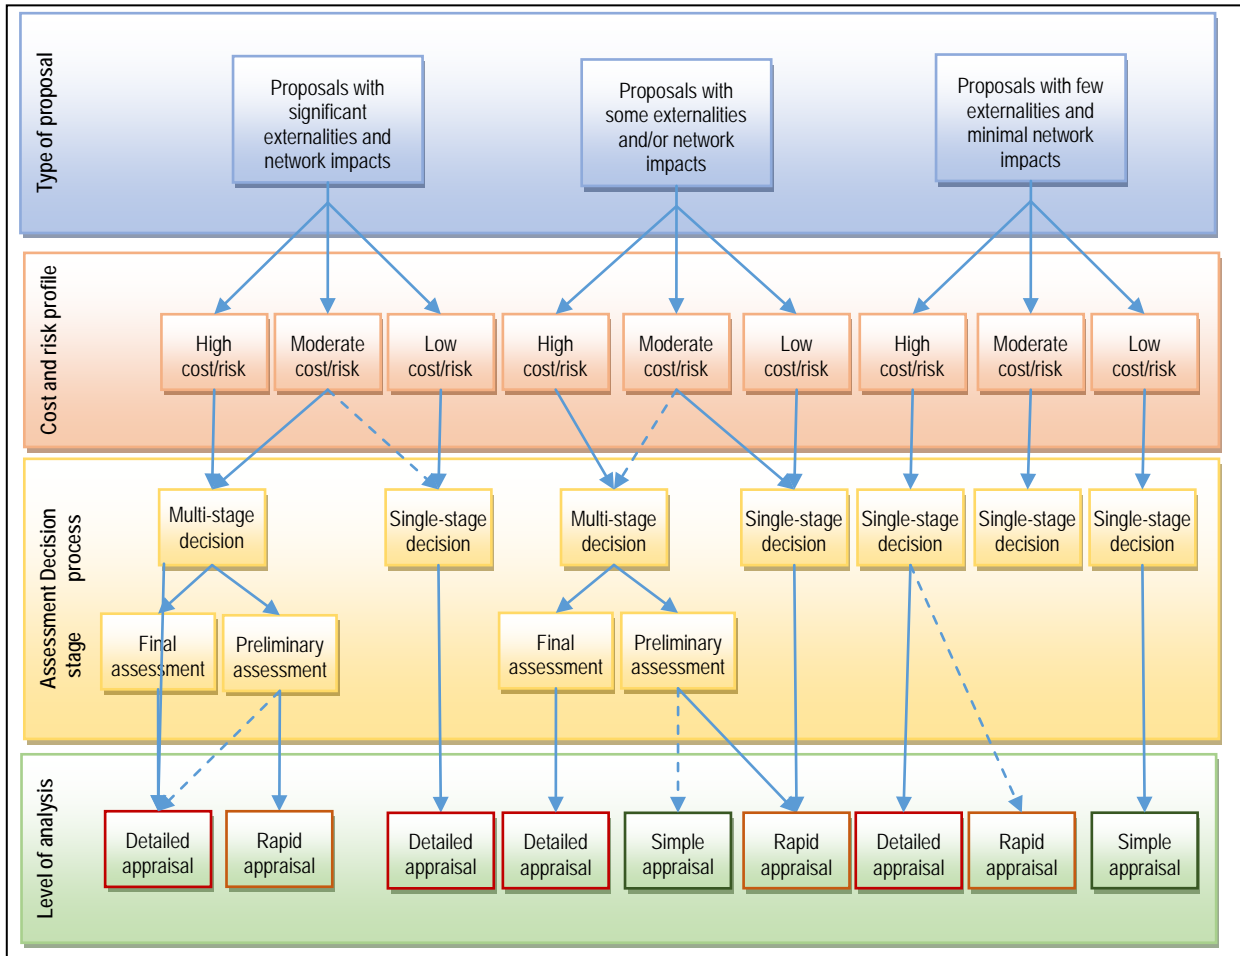 Type of proposal
Proposals with
significant
externalities and
network impacts
Proposals with
some externalities
and/or network
impacts
Proposals with few
externalities and
minimal network
impacts
Cost and risk profile
High
cost/risk
Moderate
cost/risk
Low
cost/risk
High
cost/risk
Moderate
cost/risk
Low
cost/risk
High
cost/risk
Moderate
cost/risk
Low
cost/risk
Assessment Decision
stage process
Multi-stage
decision
Single-stage
decision
Multi-stage
decision
Single-stage
decision
Single-stage
decision
Single-stage
decision
Single-stage
decision
Final
assessment
Preliminary
assessment
Final
assessment
Preliminary
assessment
Level of analysis
Detailed
appraisal
Rapid
appraisal
Detailed
appraisal
Detailed
appraisal
Simple
appraisal
Rapid
appraisal
Detailed
appraisal
Rapid
appraisal
Simple
appraisal